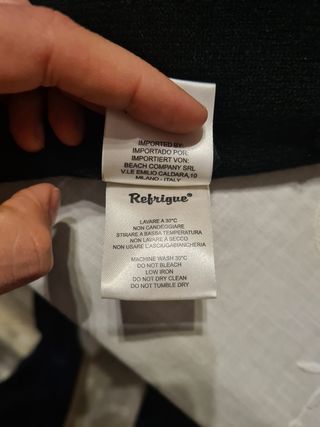 IMPORTED BY:
IMPORTADO POR:
IMPORTIERT VON:
BEACH COMPANY SRL
V.LE EMILIO CALDARA,10
MILANO - ITALY
Refrigue®
LAVARE A 30°C
NON CANDEGGIARE
STIRARE A BASSA TEMPERATURA
NON LAVARE A SECCO
NON USARE L'ASCIUGABIANCHERIA
MACHINE WASH 30°C
DO NOT BLEACH
LOW IRON
DO NOT DRY CLEAN
DO NOT TUMBLE DRY